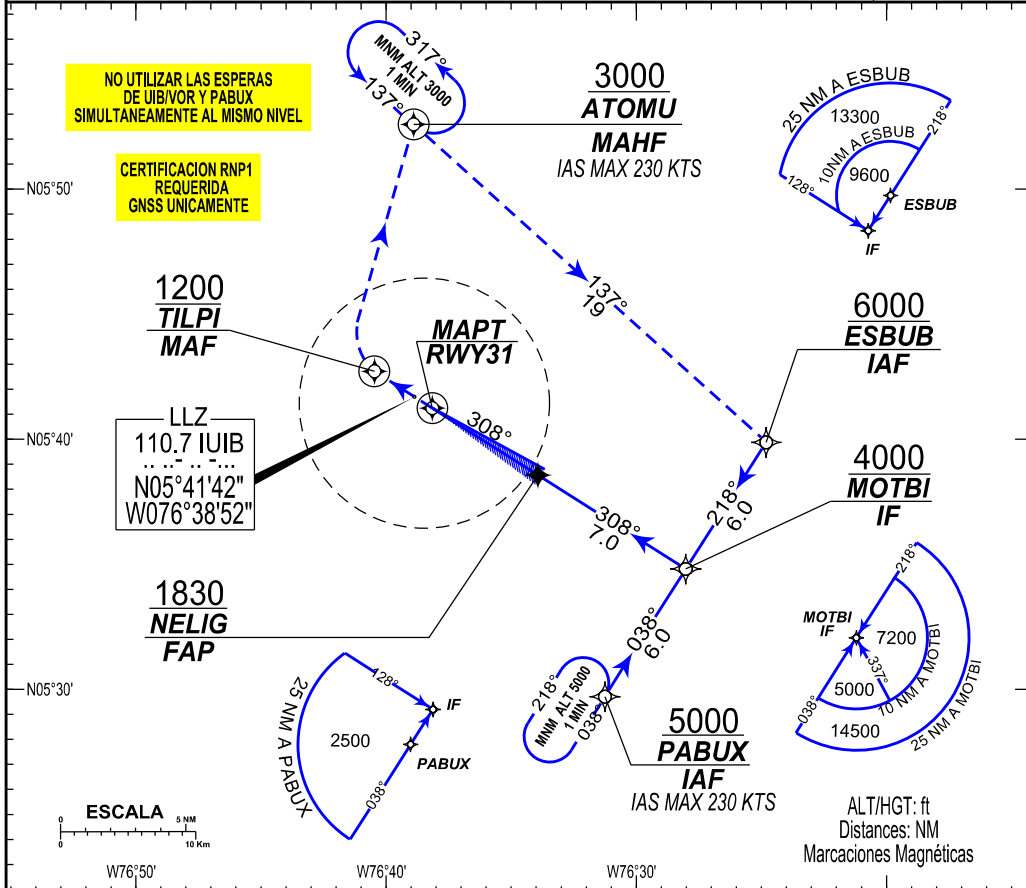 NO UTILIZAR LAS ESPERAS
DE UIB/VOR Y PABUX
SIMULTANEAMENTE AL MISMO NIVEL
CERTIFICACION RNP1
REQUERIDA
GNSS UNICAMENTE
317°
MNM ALT 3000
1 MIN
137°
3000
ATOMU
MAHF
IAS MAX 230 KTS
25 NM A ESBUB
13300
218°
10NM A ESBUB
9600
128°
ESBUB
IF
N05°50'
137°
19
1200
TILPI
MAF
MAPT
RWY31
6000
ESBUB
IAF
LLZ
110.7 IUIB
.. ..- .. -...
N05°41'42"
W076°38'52"
308°
N05°40'
4000
MOTBI
IF
218°
6.0
308°
7.0
1830
NELIG
FAP
038°
6.0
218°
MOTBI
IF
7200
337°
5000
10 NM A MOTBI
038°
14500
25 NM A MOTBI
N05°30'
128°
IF
25 NM A PABUX
2500
PABUX
038°
218°
MNM ALT 5000
1 MIN
038°
5000
PABUX
IAF
IAS MAX 230 KTS
ESCALA
5 NM
0
0
10 Km
ALT/HGT: ft
Distances: NM
Marcaciones Magnéticas
W76°50'
W76°40'
W76°30'